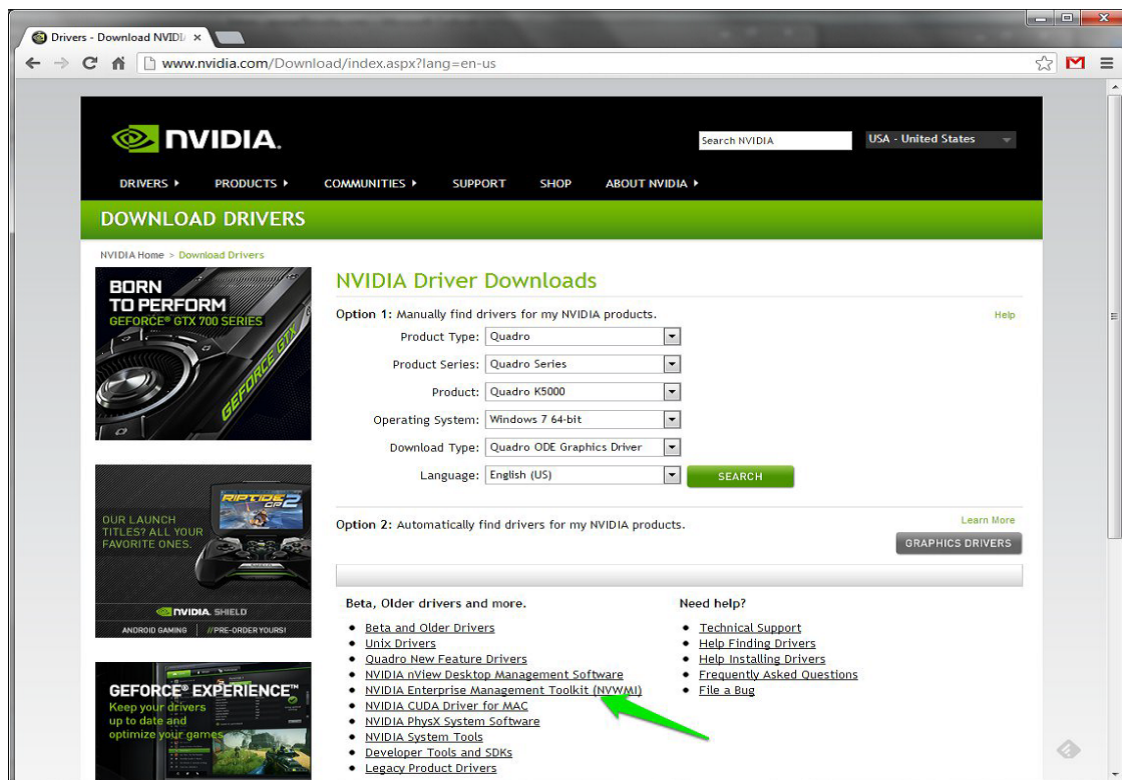 Drivers - Download NVIDI
www.nvidia.com/Download/index.aspx?lang=en-us
NVIDIA.
Search NVIDIA
USA - United States
DRIVERS
PRODUCTS
COMMUNITIES
SUPPORT
SHOP
ABOUT NVIDIA
DOWNLOAD DRIVERS
NVIDIA Home > Download Drivers
BORN
TO PERFORM
GEFORCE® GTX 700 SERIES
GEFORCE GTX
NVIDIA Driver Downloads
Option 1: Manually find drivers for my NVIDIA products.
Help
Product Type: Quadro
Product Series: Quadro Series
Product: Quadro K5000
Operating System: Windows 7 64-bit
Download Type: Quadro ODE Graphics Driver
Language: English (US)
SEARCH
OUR LAUNCH
TITLES? ALL YOUR
FAVORITE ONES.
RIPTIDE
GP2
NVIDIA. SHIELD
ANDROID GAMING
//PRE-ORDER YOURS!
Option 2: Automatically find drivers for my NVIDIA products.
Learn More
GRAPHICS DRIVERS
Beta, Older drivers and more.
Beta and Older Drivers
Unix Drivers
Quadro New Feature Drivers
NVIDIA nView Desktop Management Software
NVIDIA Enterprise Management Toolkit (NVWMI)
NVIDIA CUDA Driver for MAC
NVIDIA PhysX System Software
NVIDIA System Tools
Developer Tools and SDKs
Legacy Product Drivers
Need help?
Technical Support
Help Finding Drivers
Help Installing Drivers
Frequently Asked Questions
File a Bug
GEFORCE® EXPERIENCE™
Keep your drivers
up to date and
optimize your games